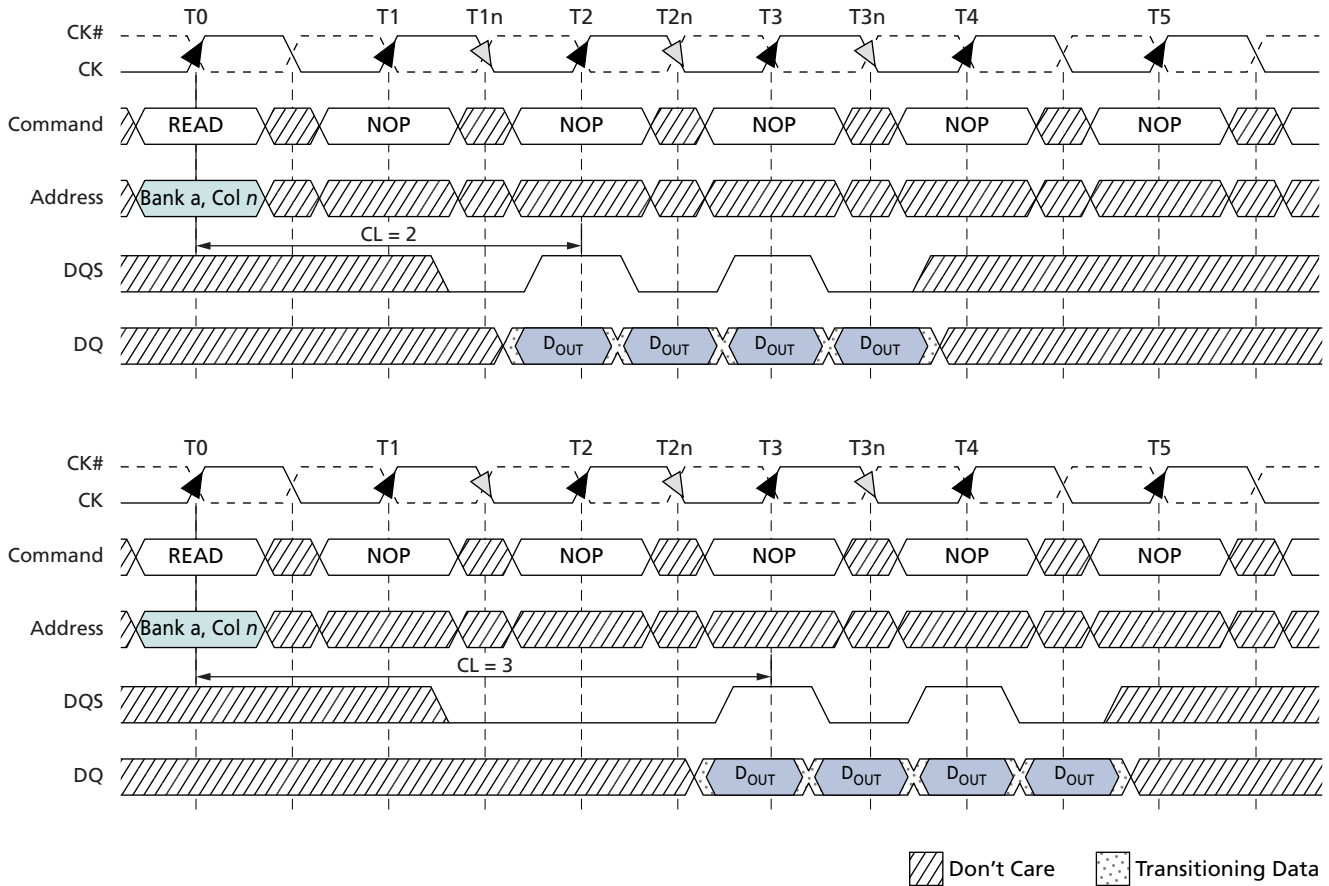 T0 T1 T1n T2 T2n T3 T3n T4 T5
CK#
CK
Command READ NOP NOP NOP NOP NOP
Address Bank a, Col n
CL = 2
DQS
DQ DOUT DOUT DOUT DOUT
T0 T1 T1n T2 T2n T3 T3n T4 T5
CK#
CK
Command READ NOP NOP NOP NOP NOP
Address Bank a, Col n
CL = 3
DQS
DQ DOUT DOUT DOUT DOUT
Don't Care Transitioning Data